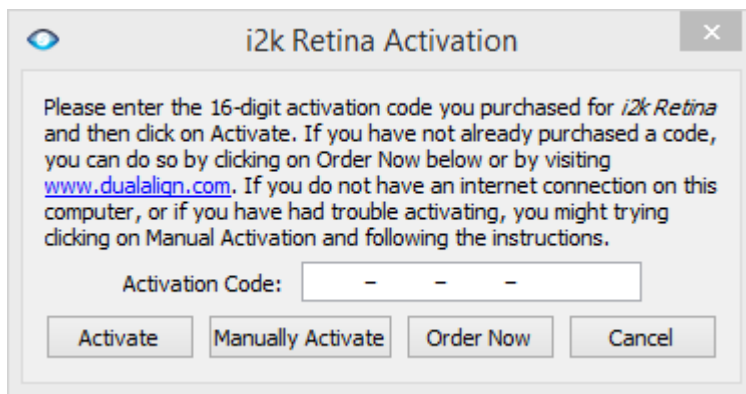 i2k Retina Activation
Please enter the 16-digit activation code you purchased for i2k Retina
and then click on Activate. If you have not already purchased a code,
you can do so by clicking on Order Now below or by visiting
www.dualalign.com. If you do not have an internet connection on this
computer, or if you have had trouble activating, you might trying
clicking on Manual Activation and following the instructions.
Activation Code: - - -
Activate Manually Activate Order Now Cancel